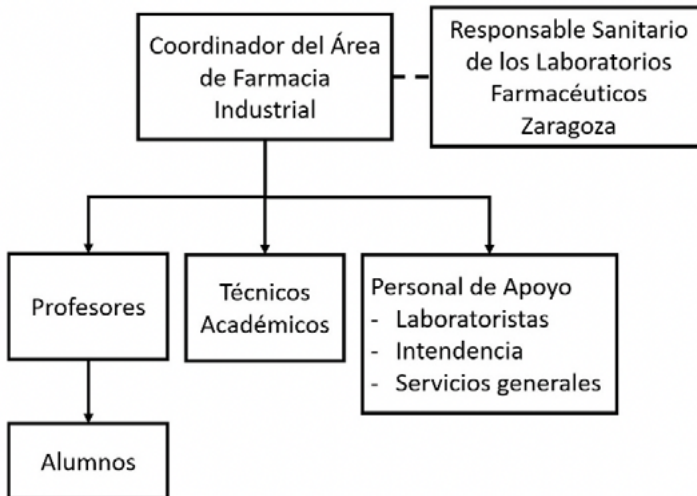 Coordinador del Área
de Farmacia
Industrial
Responsable Sanitario
de los Laboratorios
Farmacéuticos
Zaragoza
Profesores
Técnicos
Académicos
Personal de Apoyo
- Laboratoristas
- Intendencia
- Servicios generales
Alumnos